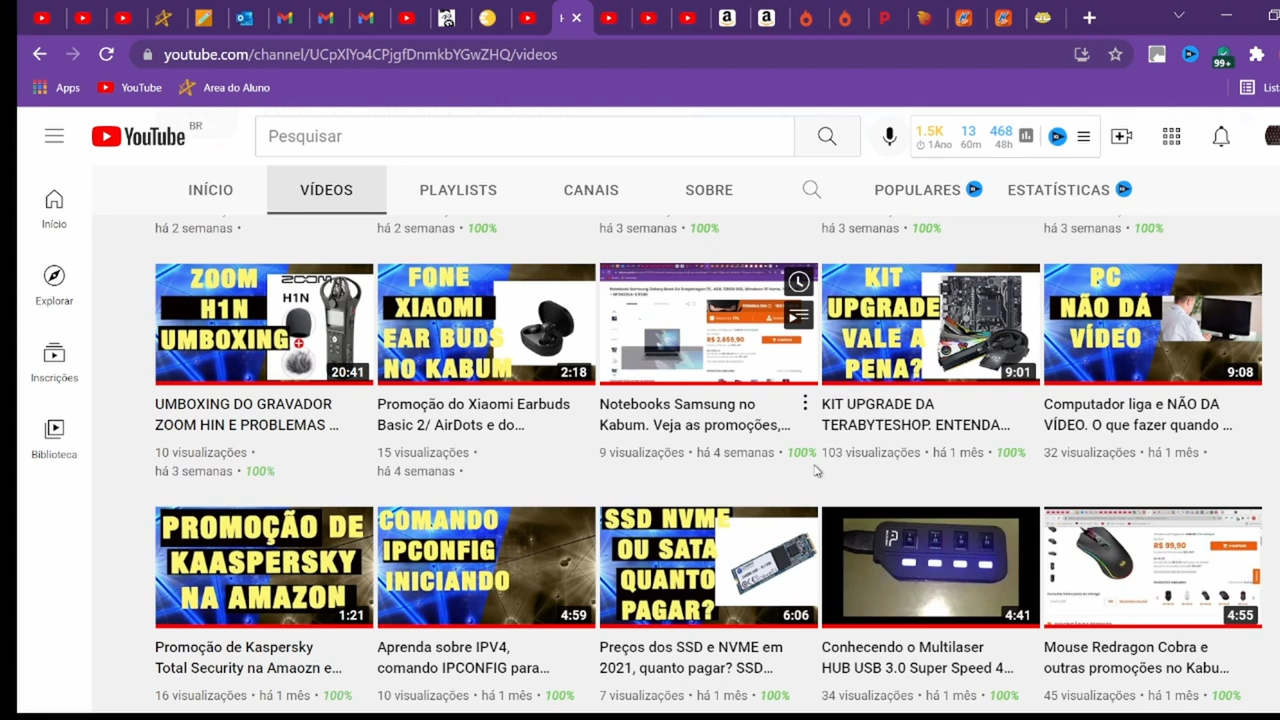 youtube.com/channel/UCpXlYo4CPjgfDnmkbYGwZHQ/videos
99+
Apps YouTube Area do Aluno
YouTube BR
Pesquisar
1.5K 13 468
1Ano 60m 48h
INÍCIO VÍDEOS PLAYLISTS CANAIS SOBRE POPULARES ESTATÍSTICAS
Início
Explorar
Inscrições
Biblioteca
há 2 semanas •
há 2 semanas • 100%
há 3 semanas • 100%
há 3 semanas • 100%
há 2 semanas • 100%
ZOOM
H1N
UMBOXING
ZOOM
H1N
20:41
FONE
XIAOMI
EAR BUDS
NO KABUM
2:18
R$ 2.659,90
KIT
UPGRADE
VALE A
PENA?
9:01
PC
NÃO DÁ
VÍDEO
9:08
UMBOXING DO GRAVADOR
ZOOM HIN E PROBLEMAS ...
10 visualizações •
há 3 semanas • 100%
Promoção do Xiaomi Earbuds
Basic 2/ AirDots e do...
15 visualizações •
há 4 semanas •
Notebooks Samsung no
Kabum. Veja as promoções,...
9 visualizações • há 4 semanas • 100%
KIT UPGRADE DA
TERABYTESHOP. ENTENDA...
103 visualizações • há 1 mês • 100%
Computador liga e NÃO DA
VÍDEO. O que fazer quando ...
32 visualizações • há 1 mês •
PROMOÇÃO DE
KAASPERSKY
NA AMAZON
1:21
COMANDO
IPCONFIG
INICIANDO
4:59
SSD NVME
OU SATA
QUANTO
PAGAR?
6:06
4:41
R$ 99,90
4:55
Promoção de Kaspersky
Total Security na Amaozn e...
16 visualizações • há 1 mês • 100%
Aprenda sobre IPV4,
comando IPCONFIG para...
10 visualizações • há 1 mês • 100%
Preços dos SSD e NVME em
2021, quanto pagar? SSD...
7 visualizações • há 1 mês • 100%
Conhecendo o Multilaser
HUB USB 3.0 Super Speed 4...
34 visualizações • há 1 mês • 100%
Mouse Redragon Cobra e
outras promoções no Kabu...
45 visualizações • há 1 mês • 100%